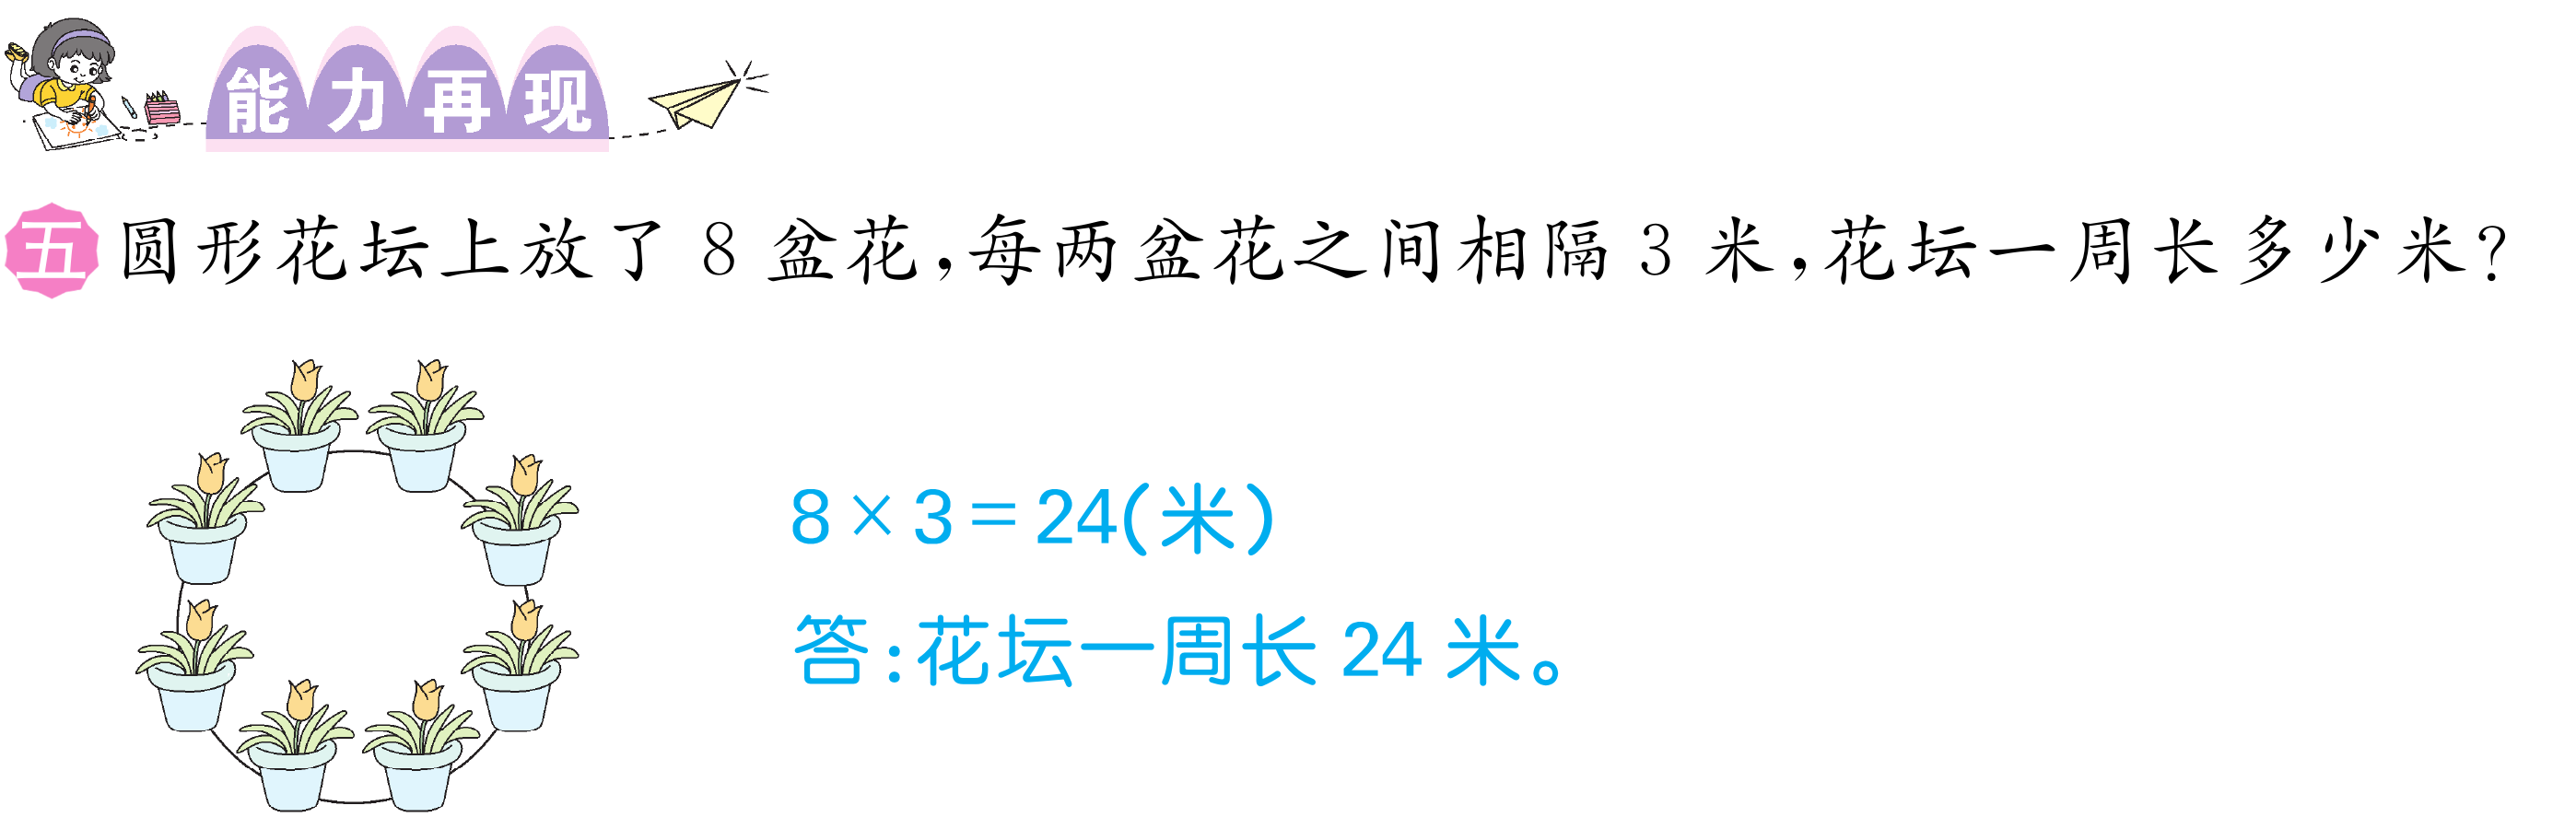 能力再现
五 圆形花坛上放了 8 盆花,每两盆花之间相隔 3 米,花坛一周长多少米?
8×3=24(米)
答:花坛一周长 24 米。